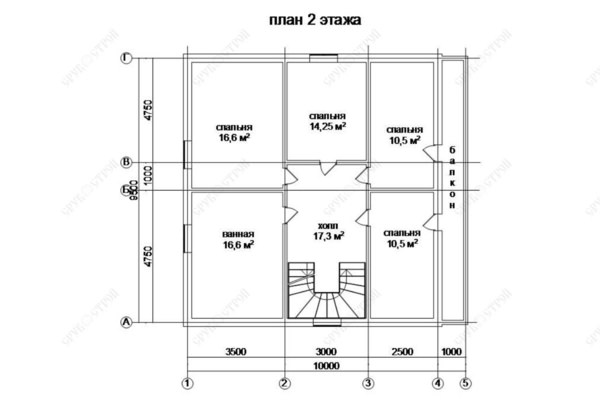 план 2 этажа
Г
спальня
16,6 м²
спальня
14,25 м²
спальня
10,5 м²
балкон
4750
В
1000
9500
Б
ванная
16,6 м²
холл
17,3 м²
спальня
10,5 м²
4750
А
3500
3000
2500
1000
10000
1
2
3
4
5